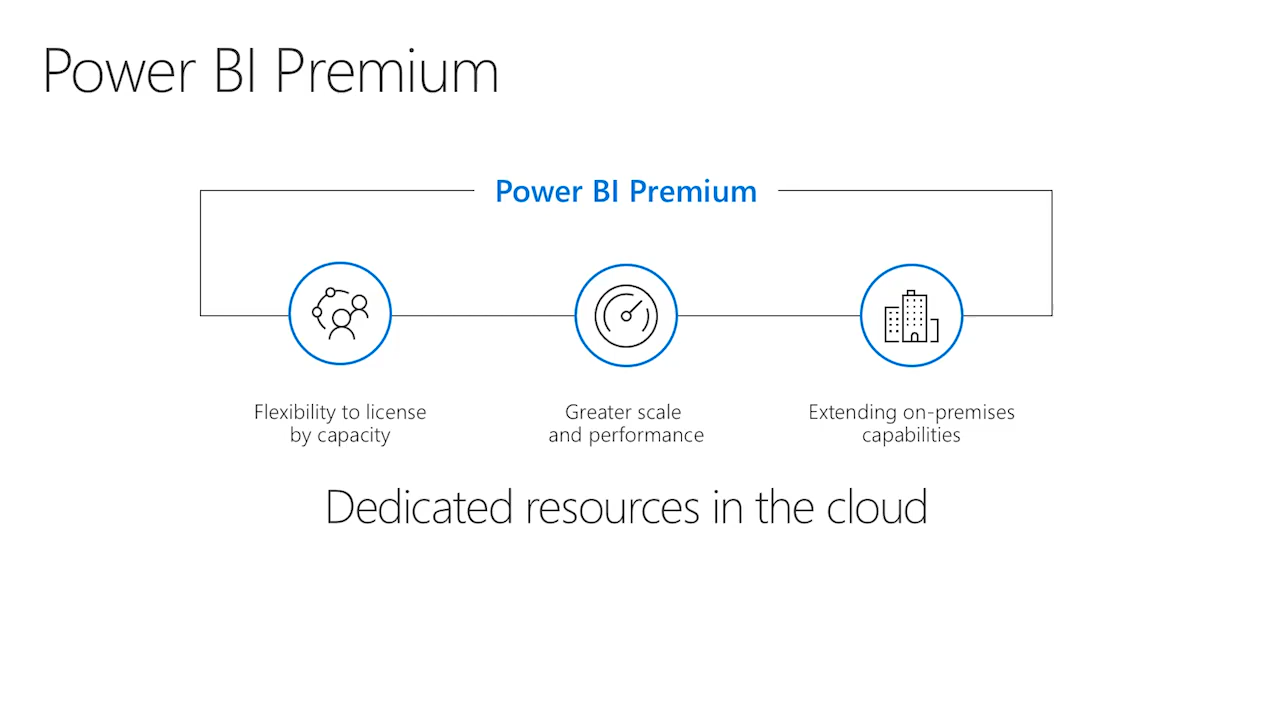 Power BI Premium
Power BI Premium
Flexibility to license
by capacity
Greater scale
and performance
Extending on-premises
capabilities
Dedicated resources in the cloud